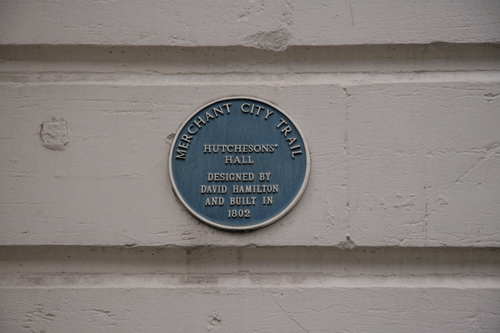 MERCHANT CITY TRAIL
HUTCHESONS'
HALL
DESIGNED BY
DAVID HAMILTON
AND BUILT IN
1802